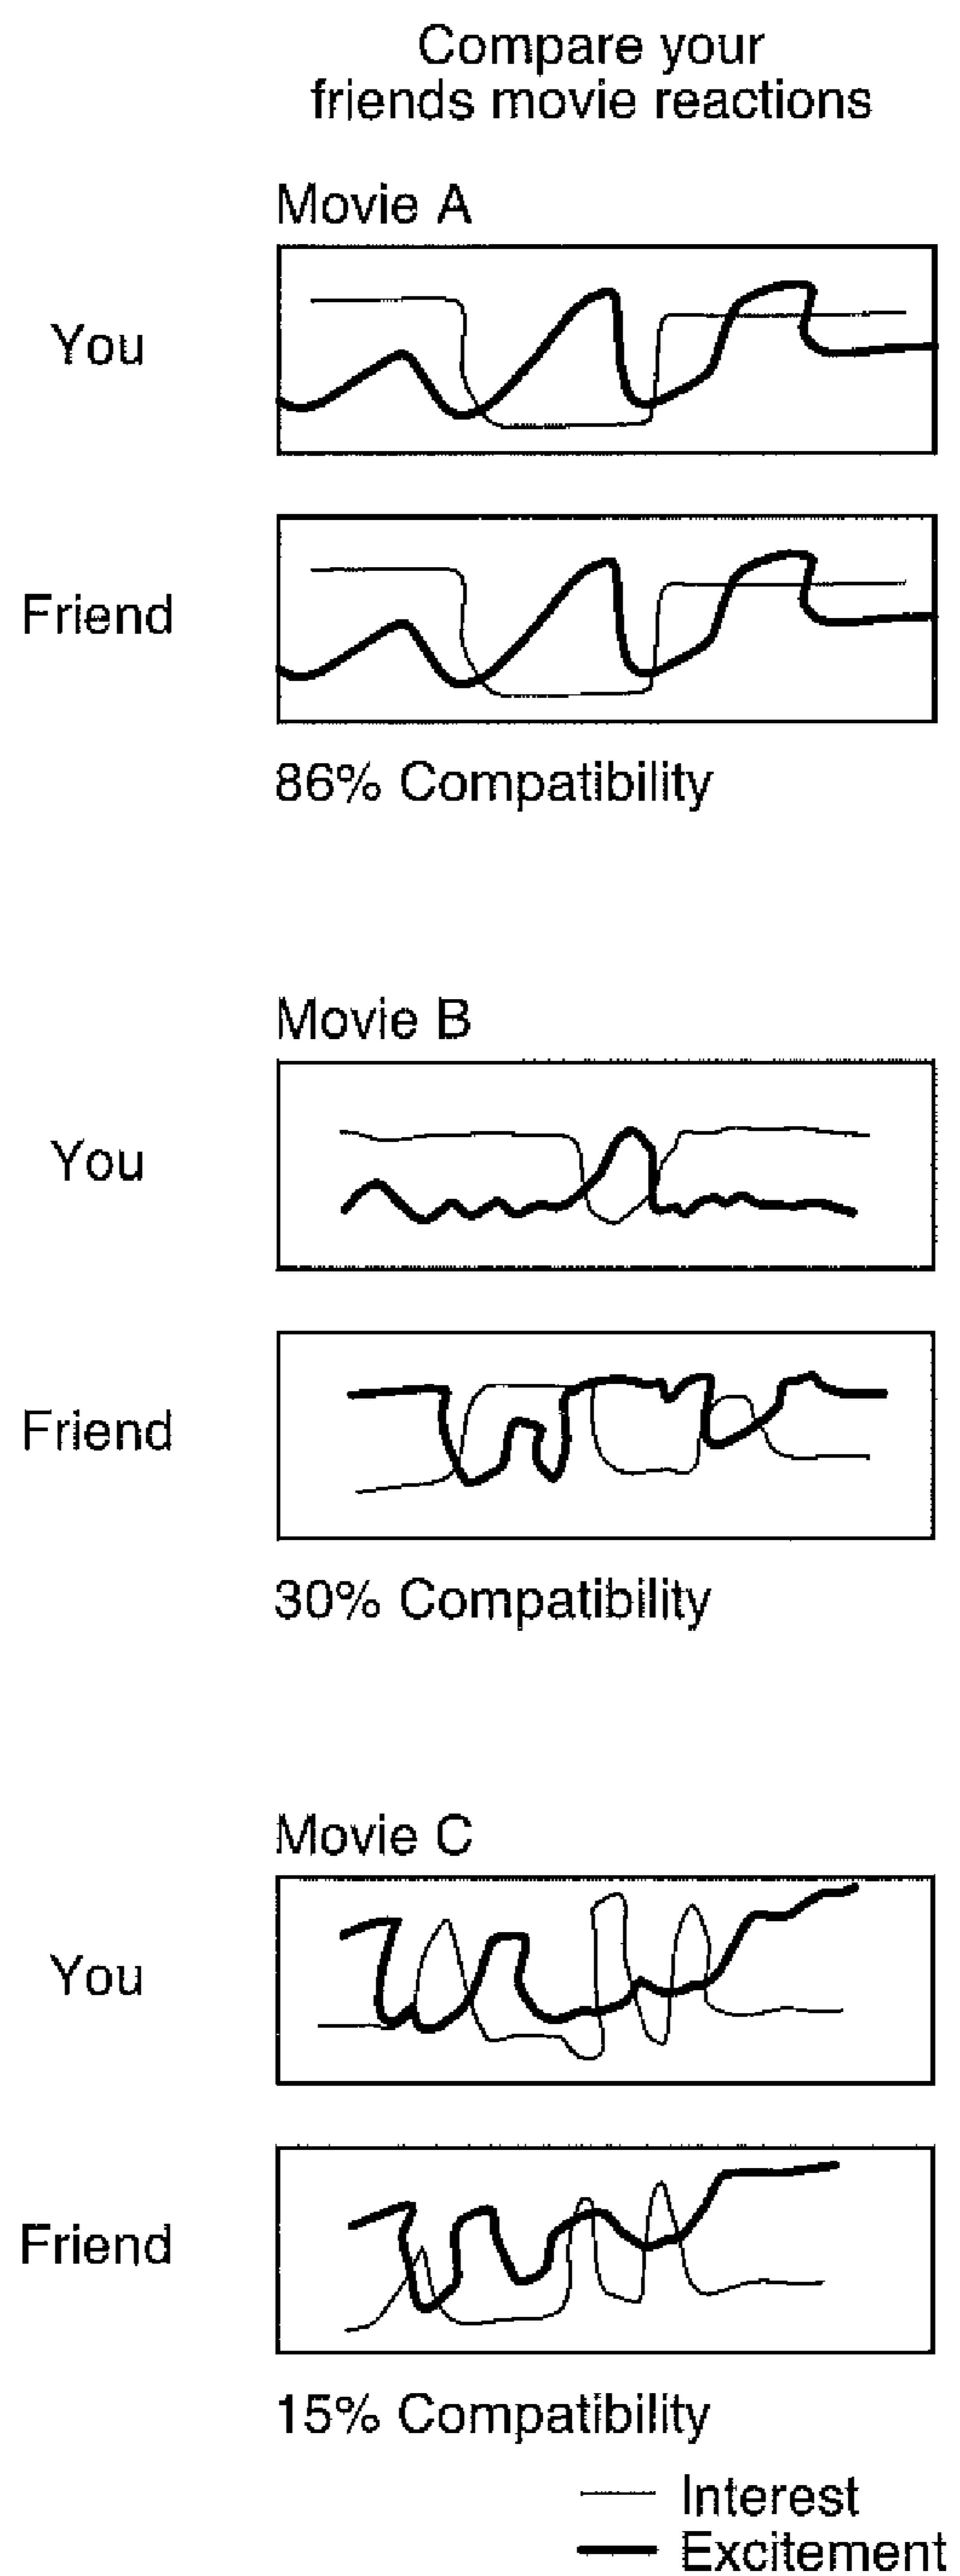 Compare your
friends movie reactions
Movie A
You
Friend
86% Compatibility
Movie B
You
Friend
30% Compatibility
Movie C
You
Friend
15% Compatibility
Interest
Excitement